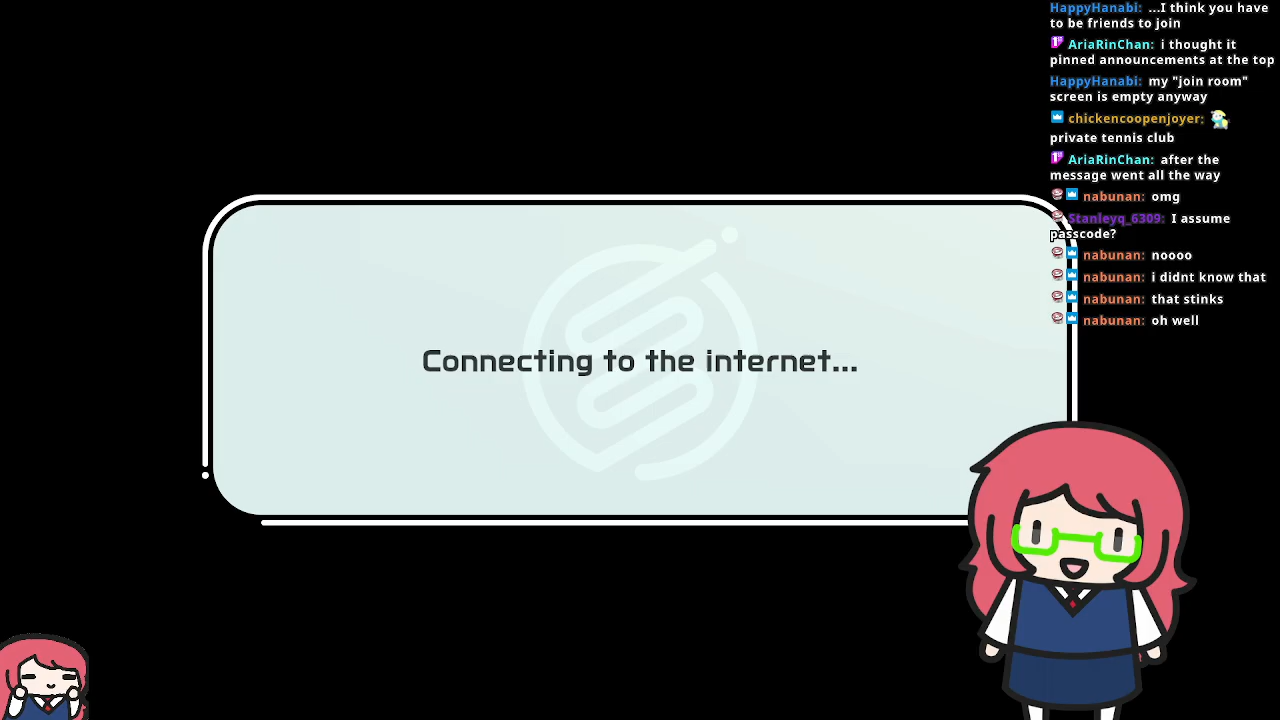 HappyHanabi: ...I think you have
to be friends to join
AriaRinChan: i thought it
pinned announcements at the top
HappyHanabi: my "join room"
screen is empty anyway
chickencoopenjoyer:
private tennis club
AriaRinChan: after the
message went all the way
nabunan: omg
Stanleyq_6309: I assume
passcode?
nabunan: noooo
nabunan: i didnt know that
nabunan: that stinks
nabunan: oh well
Connecting to the internet...